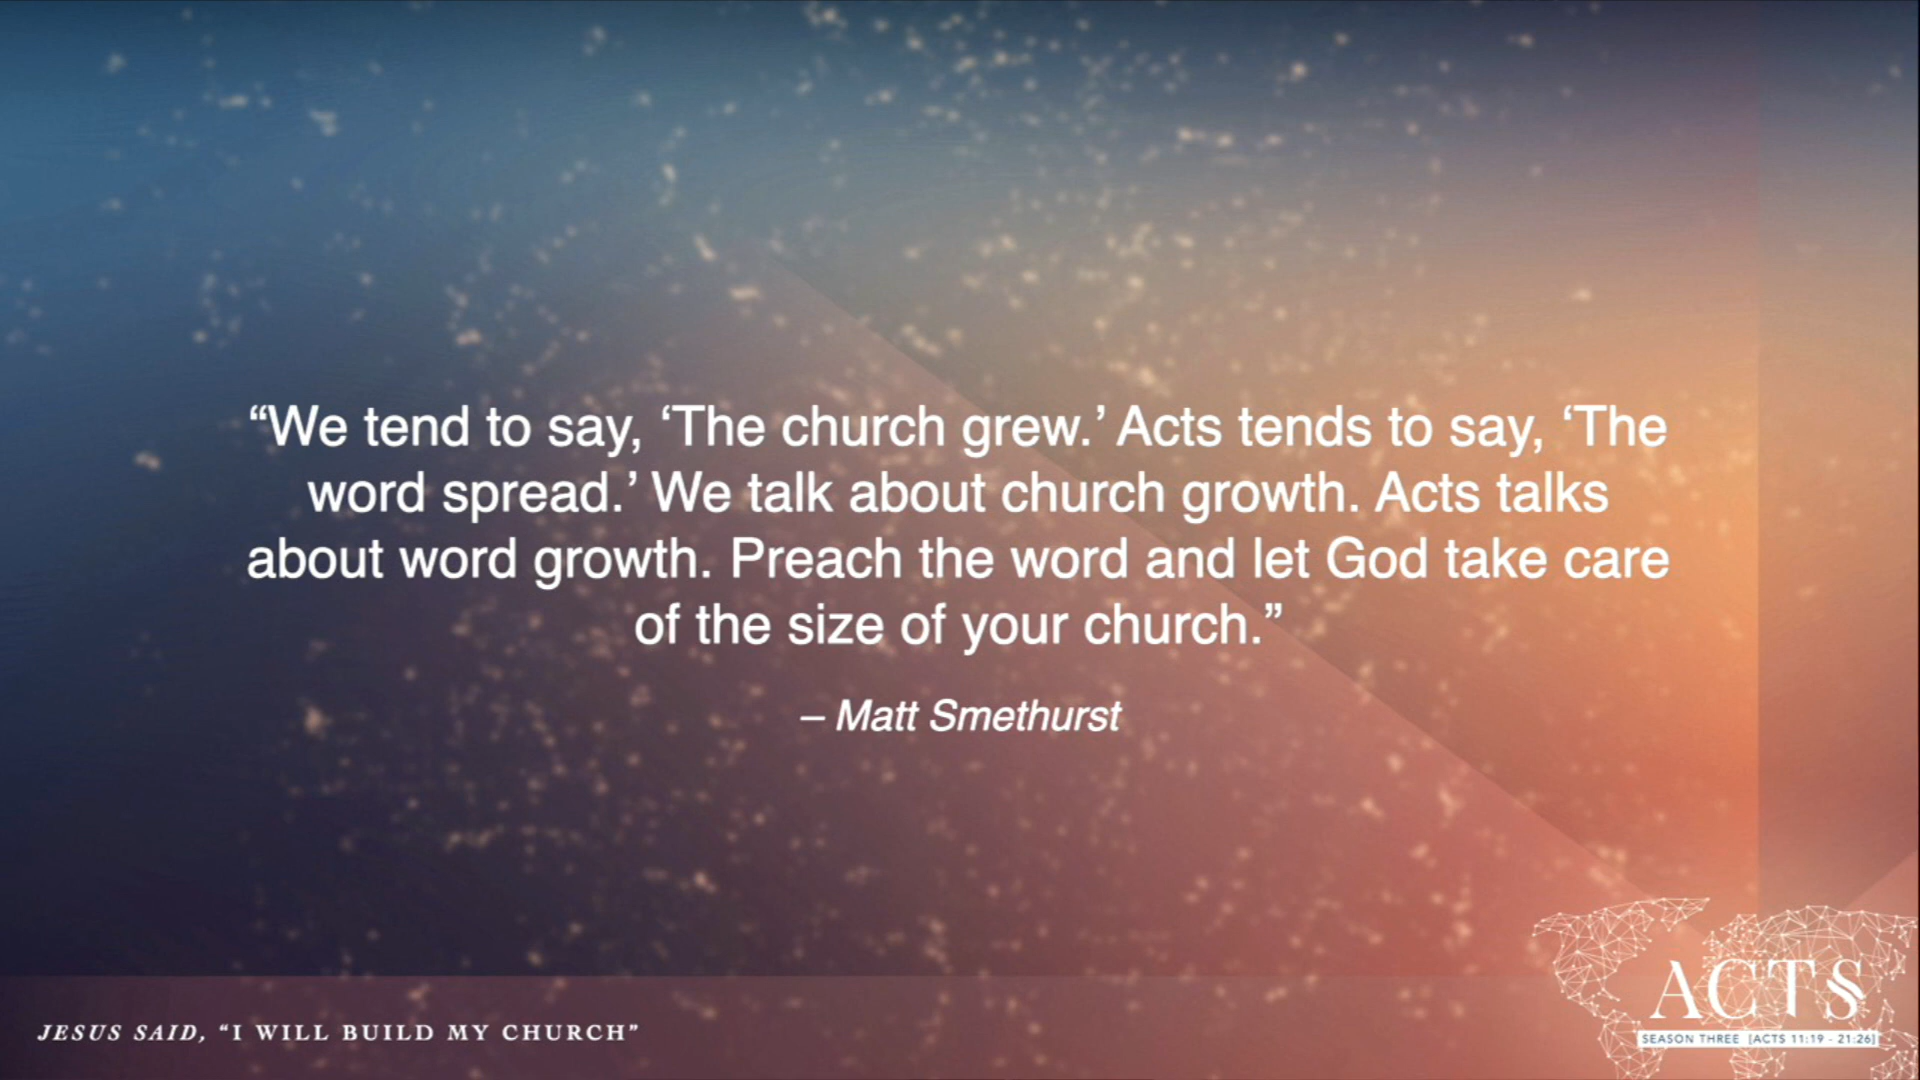 “We tend to say, ‘The church grew.’ Acts tends to say, ‘The
word spread.’ We talk about church growth. Acts talks
about word growth. Preach the word and let God take care
of the size of your church.”
– Matt Smethurst
JESUS SAID, “I WILL BUILD MY CHURCH”
ACTS
SEASON THREE [ACTS 11:19 - 21:26]